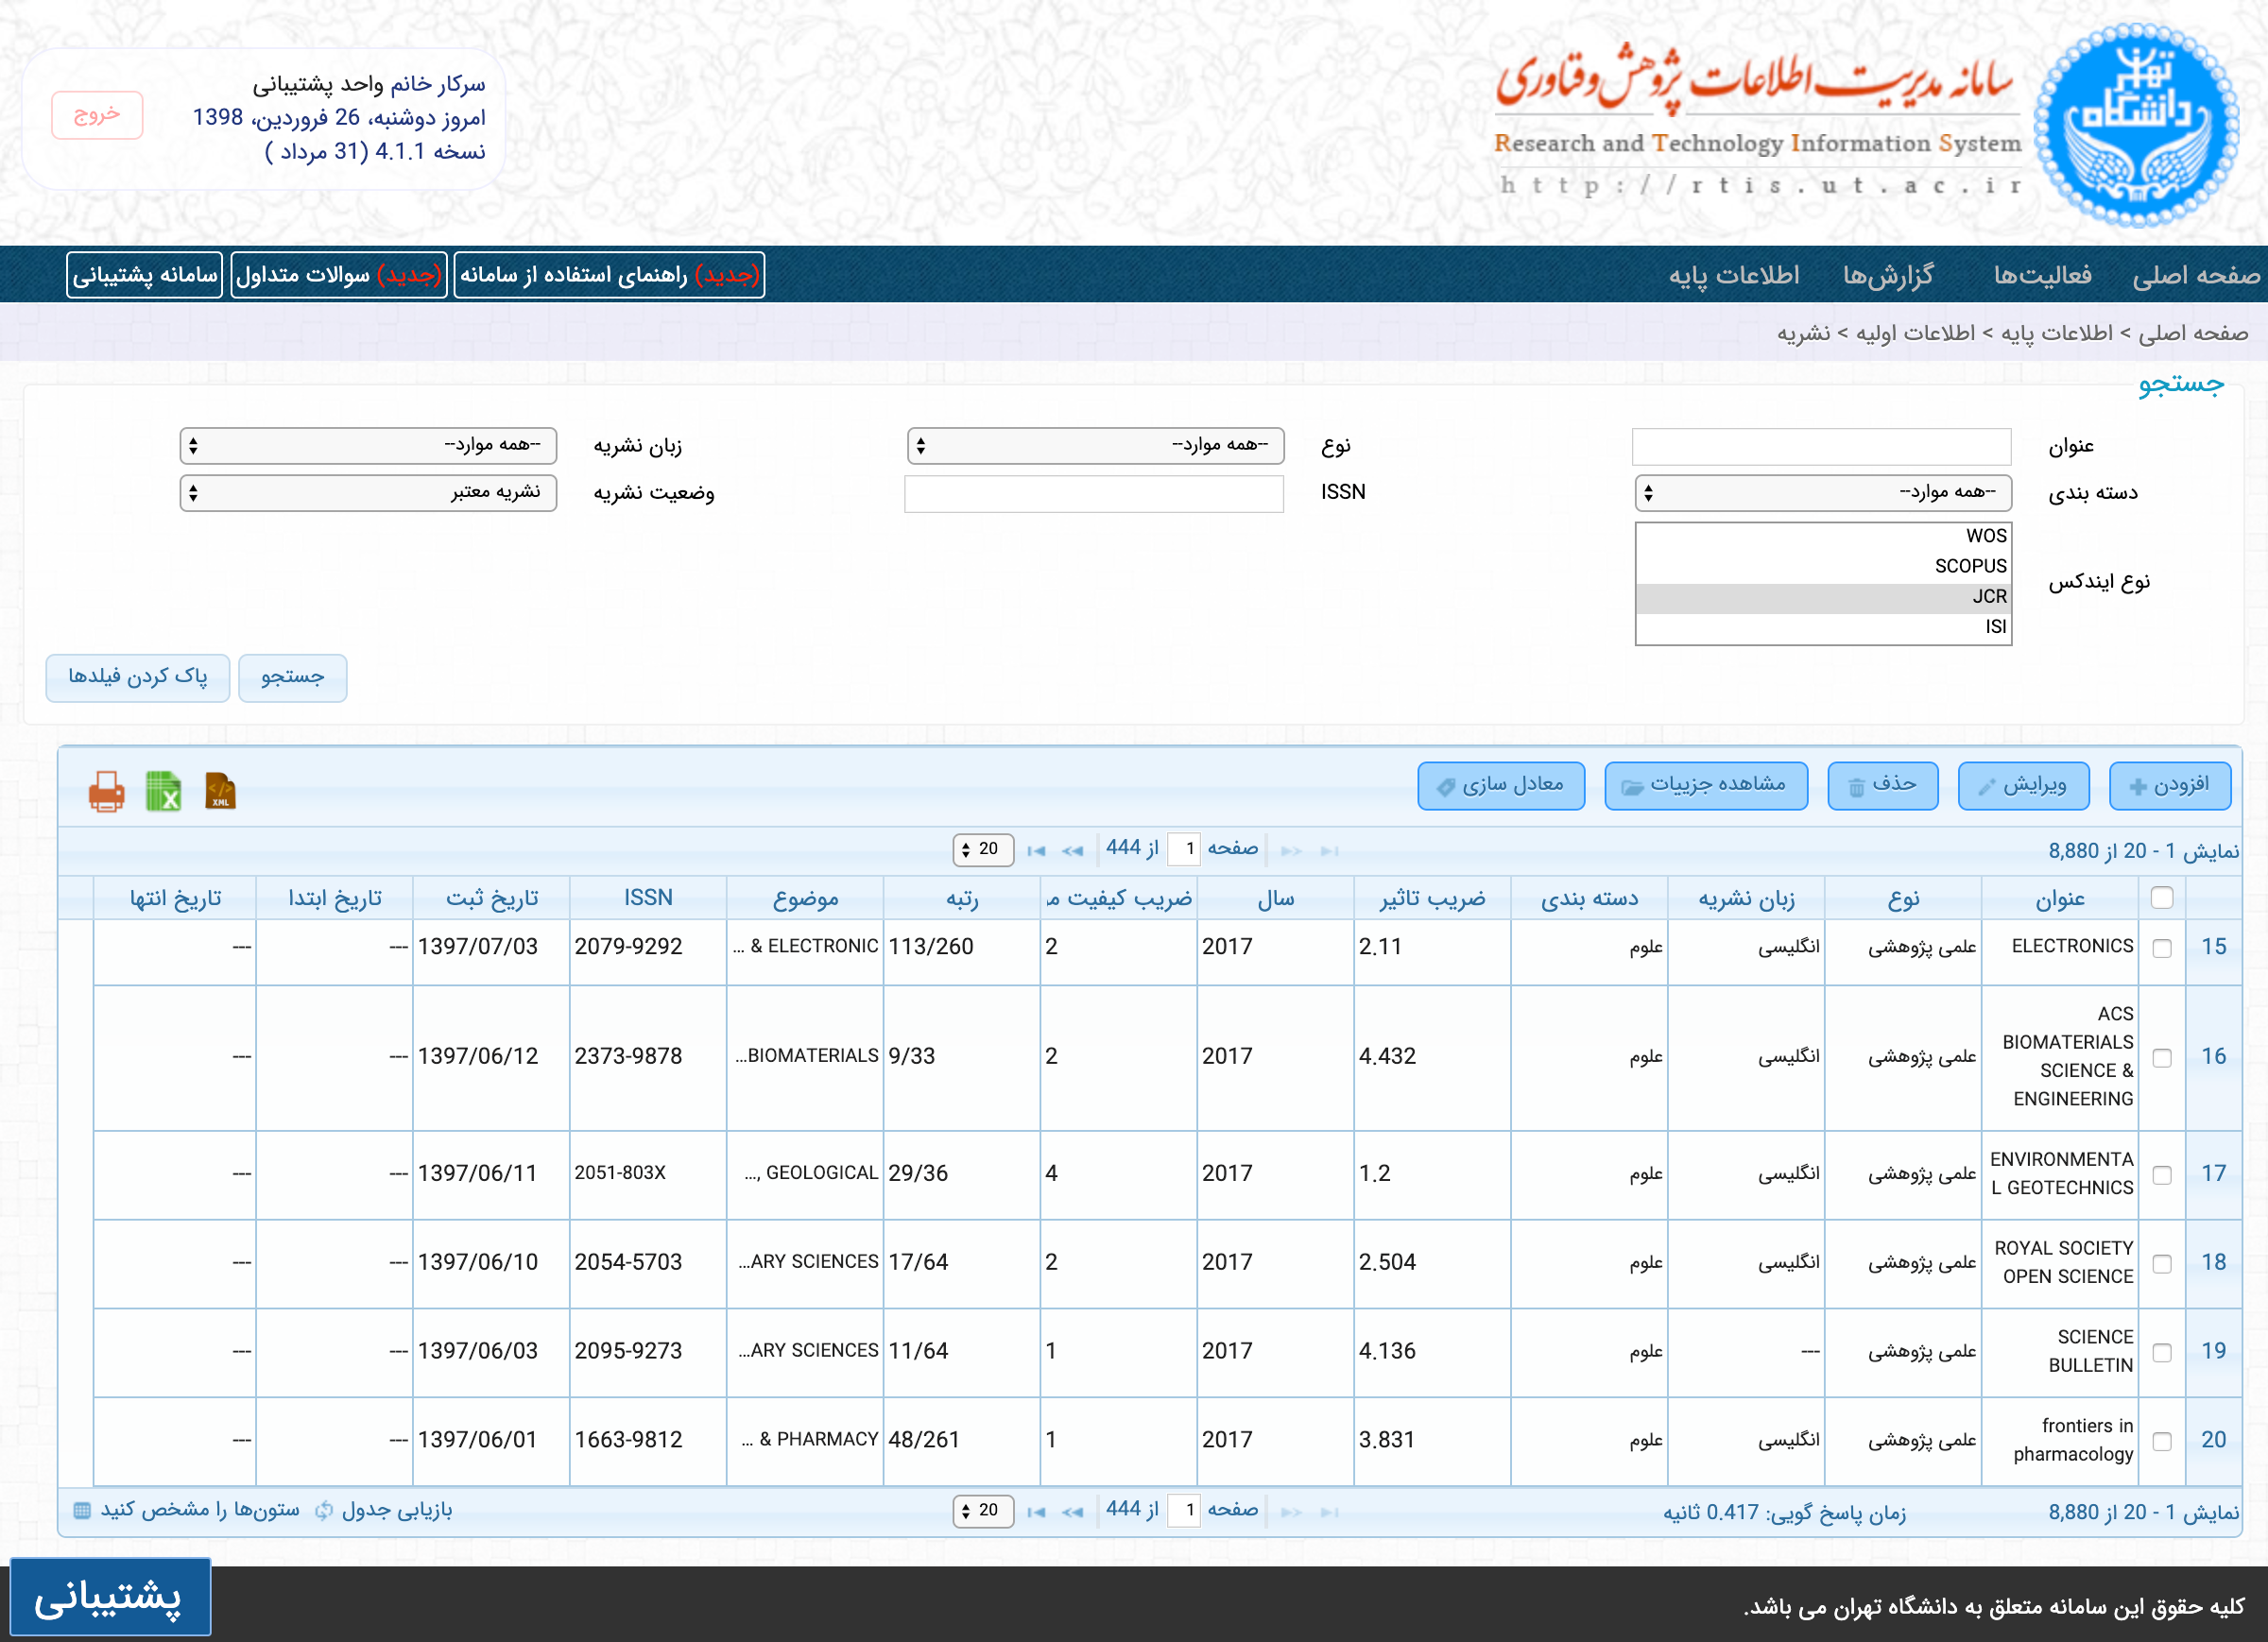 سامانه مدیریت اطلاعات پژوهش و فناوری
Research and Technology Information System
http://rtis.ut.ac.ir
دانشگاه تهران
سرکار خانم واحد پشتیبانی
امروز دوشنبه، 26 فروردین، 1398
نسخه 4.1.1 (31 مرداد )
خروج
صفحه اصلی فعالیت‌ها گزارش‌ها اطلاعات پایه (جدید) راهنمای استفاده از سامانه (جدید) سوالات متداول سامانه پشتیبانی
صفحه اصلی > اطلاعات پایه > اطلاعات اولیه > نشریه
جستجو
عنوان نوع --همه موارد-- زبان نشریه --همه موارد--
دسته بندی --همه موارد-- ISSN وضعیت نشریه نشریه معتبر
نوع ایندکس
WOS
SCOPUS
JCR
ISI
جستجو پاک کردن فیلدها
افزودن ویرایش حذف مشاهده جزییات معادل سازی XML
نمایش 1 - 20 از 8,880 صفحه 1 از 444 20
عنوان نوع زبان نشریه دسته بندی ضریب تاثیر سال ضریب کیفیت مر رتبه موضوع ISSN تاریخ ثبت تاریخ ابتدا تاریخ انتها
15 ELECTRONICS علمی پژوهشی انگلیسی علوم 2.11 2017 2 113/260 ... & ELECTRONIC 2079-9292 1397/07/03 --- ---
16 ACS BIOMATERIALS SCIENCE & ENGINEERING علمی پژوهشی انگلیسی علوم 4.432 2017 2 9/33 ...BIOMATERIALS 2373-9878 1397/06/12 --- ---
17 ENVIRONMENTAL GEOTECHNICS علمی پژوهشی انگلیسی علوم 1.2 2017 4 29/36 ..., GEOLOGICAL 2051-803X 1397/06/11 --- ---
18 ROYAL SOCIETY OPEN SCIENCE علمی پژوهشی انگلیسی علوم 2.504 2017 2 17/64 ...ARY SCIENCES 2054-5703 1397/06/10 --- ---
19 SCIENCE BULLETIN علمی پژوهشی --- علوم 4.136 2017 1 11/64 ...ARY SCIENCES 2095-9273 1397/06/03 --- ---
20 frontiers in pharmacology علمی پژوهشی انگلیسی علوم 3.831 2017 1 48/261 ... & PHARMACY 1663-9812 1397/06/01 --- ---
نمایش 1 - 20 از 8,880 زمان پاسخ گویی: 0.417 ثانیه صفحه 1 از 444 20 بازیابی جدول ستون‌ها را مشخص کنید
کلیه حقوق این سامانه متعلق به دانشگاه تهران می باشد.
پشتیبانی